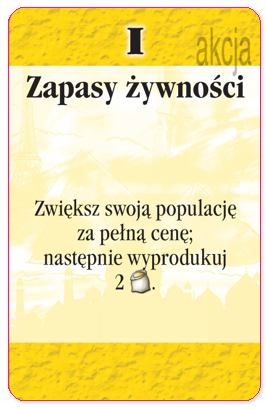 I
akcja
Zapasy żywności
Zwiększ swoją populację
za pełną cenę;
następnie wyprodukuj
2 .